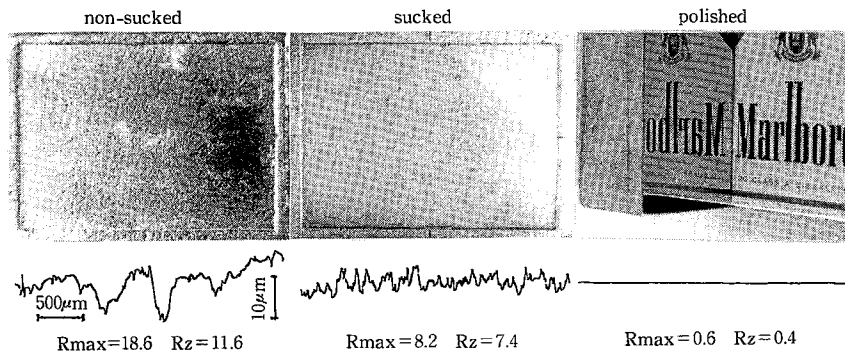 non-sucked
sucked
polished
Marlboro
Marlboro
500μm
10μm
Rmax=18.6 Rz=11.6
Rmax=8.2 Rz=7.4
Rmax=0.6 Rz=0.4